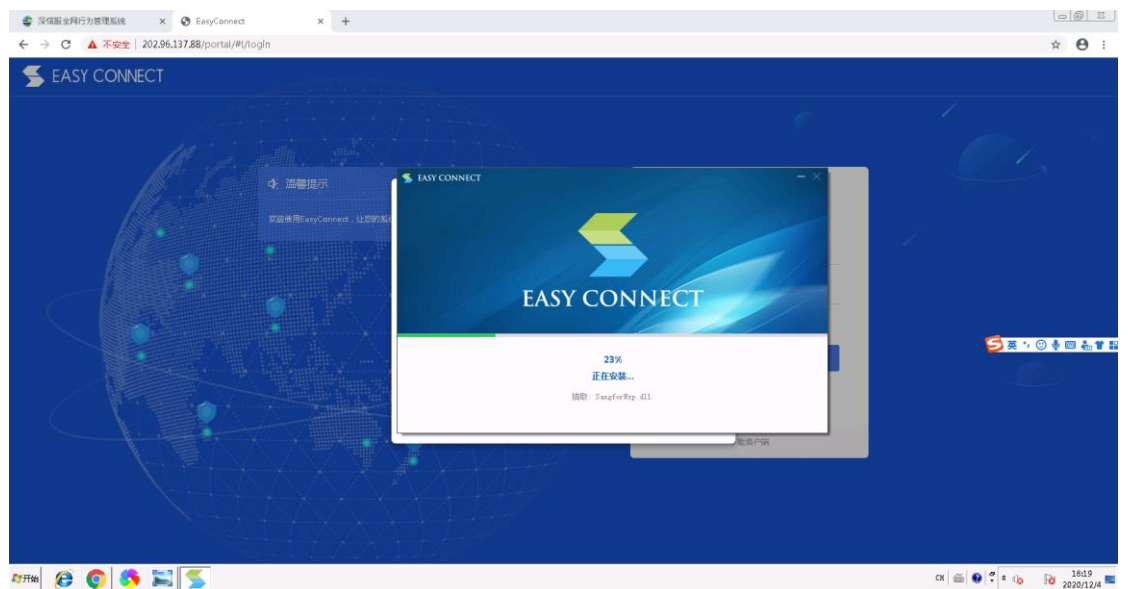 深信服全网行为管理系统
EasyConnect
不安全
202.96.137.88/portal/#!/login
EASY CONNECT
温馨提示
欢迎使用EasyConnect，让您的系
EASY CONNECT
EASY CONNECT
23%
正在安装...
抽取: SangforNsp.dll
英
开始
CH
18:19
2020/12/4